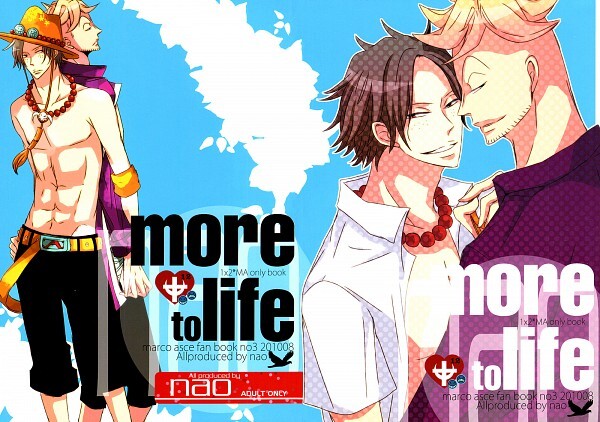 more
1x2*MA only book
to life
marco asce fan book no3 201008
Allproduced by nao
All produced by
nao
ADULT ONLY
more
1x2*MA only book
to life
marco asce fan book no3 201008
Allproduced by nao